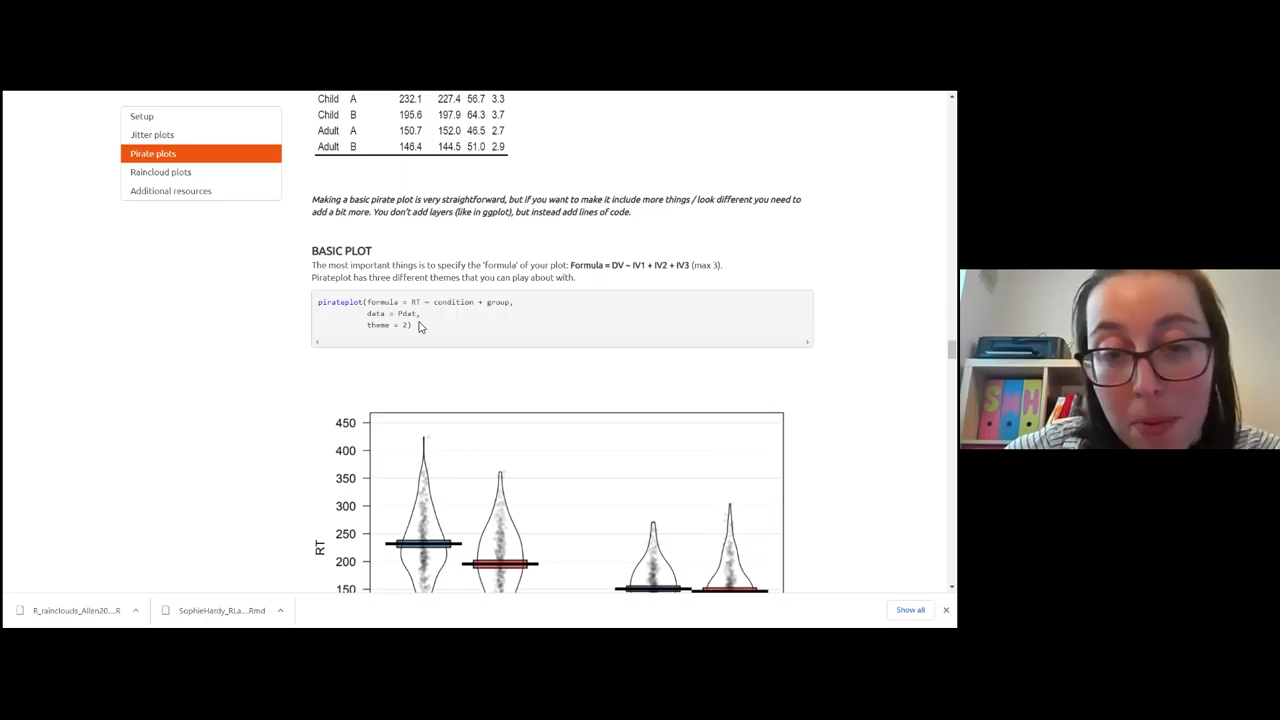 Child A 232.1 227.4 56.7 3.3
Child B 195.6 197.9 64.3 3.7
Adult A 150.7 152.0 46.5 2.7
Adult B 146.4 144.5 51.0 2.9
Setup
Jitter plots
Pirate plots
Raincloud plots
Additional resources
Making a basic pirate plot is very straightforward, but if you want to make it include more things / look different you need to
add a bit more. You don't add layers (like in ggplot), but instead add lines of code.
BASIC PLOT
The most important things is to specify the 'formula' of your plot: Formula = DV ~ IV1 + IV2 + IV3 (max 3).
Pirateplot has three different themes that you can play about with.
pirateplot(formula = RT ~ condition + group,
data = Pdat,
theme = 2)
450
400
350
300
250
200
150
RT
SMH
R_rainclouds_Allen20....R
SophieHardy_RLa....Rmd
Show all